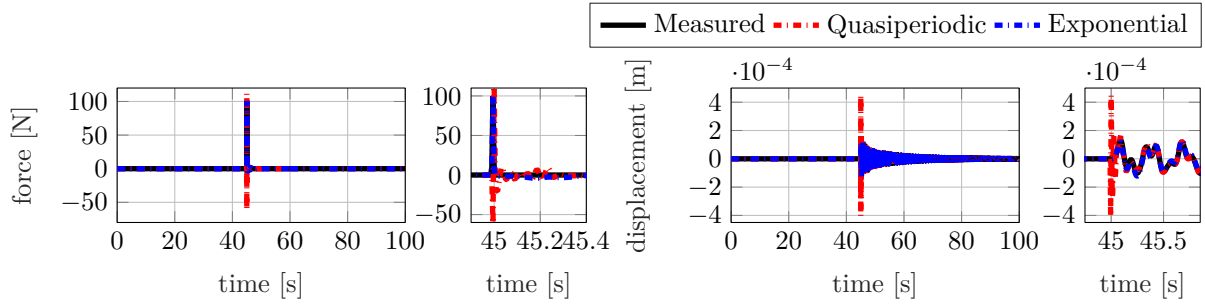 Measured Quasiperiodic Exponential
force [N]
100
50
0
−50
0 20 40 60 80 100
time [s]
100
50
0
−50
45 45.2 45.4
time [s]
displacement [m]
·10−4
4
2
0
−2
−4
0 20 40 60 80 100
time [s]
·10−4
4
2
0
−2
−4
45 45.5
time [s]